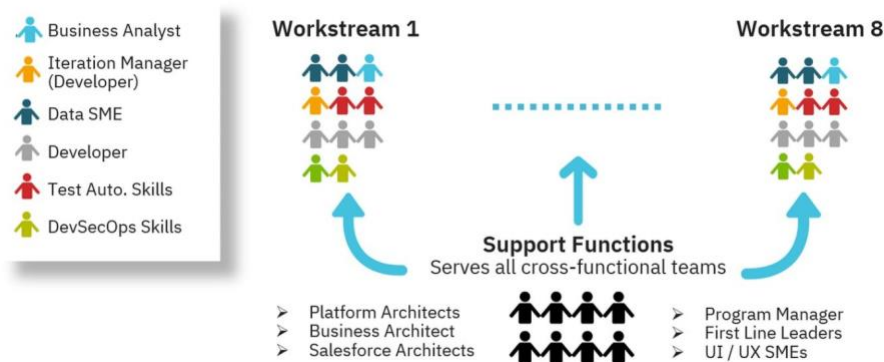 Business Analyst
Iteration Manager
(Developer)
Data SME
Developer
Test Auto. Skills
DevSecOps Skills
Workstream 1
Workstream 8
Support Functions
Serves all cross-functional teams
➢ Platform Architects
➢ Business Architect
➢ Salesforce Architects
➢ Program Manager
➢ First Line Leaders
➢ UI / UX SMEs